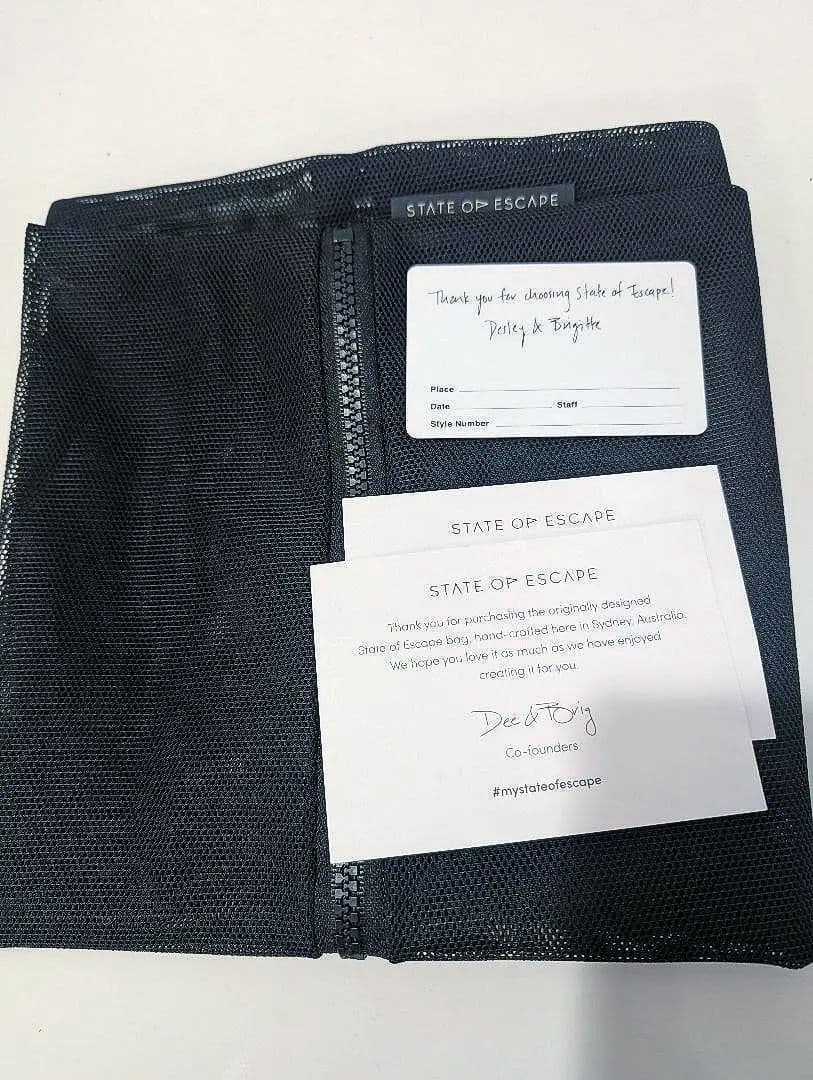 STATE OF ESCAPE
Thank you for choosing State of Escape!
Desley & Brigitte
Place
Date Staff
Style Number
STATE OF ESCAPE
STATE OF ESCAPE
Thank you for purchasing the originally designed
State of Escape bag, hand-crafted here in Sydney, Australia.
We hope you love it as much as we have enjoyed
creating it for you
Dee & Brig
Co-founders
#mystateofescape